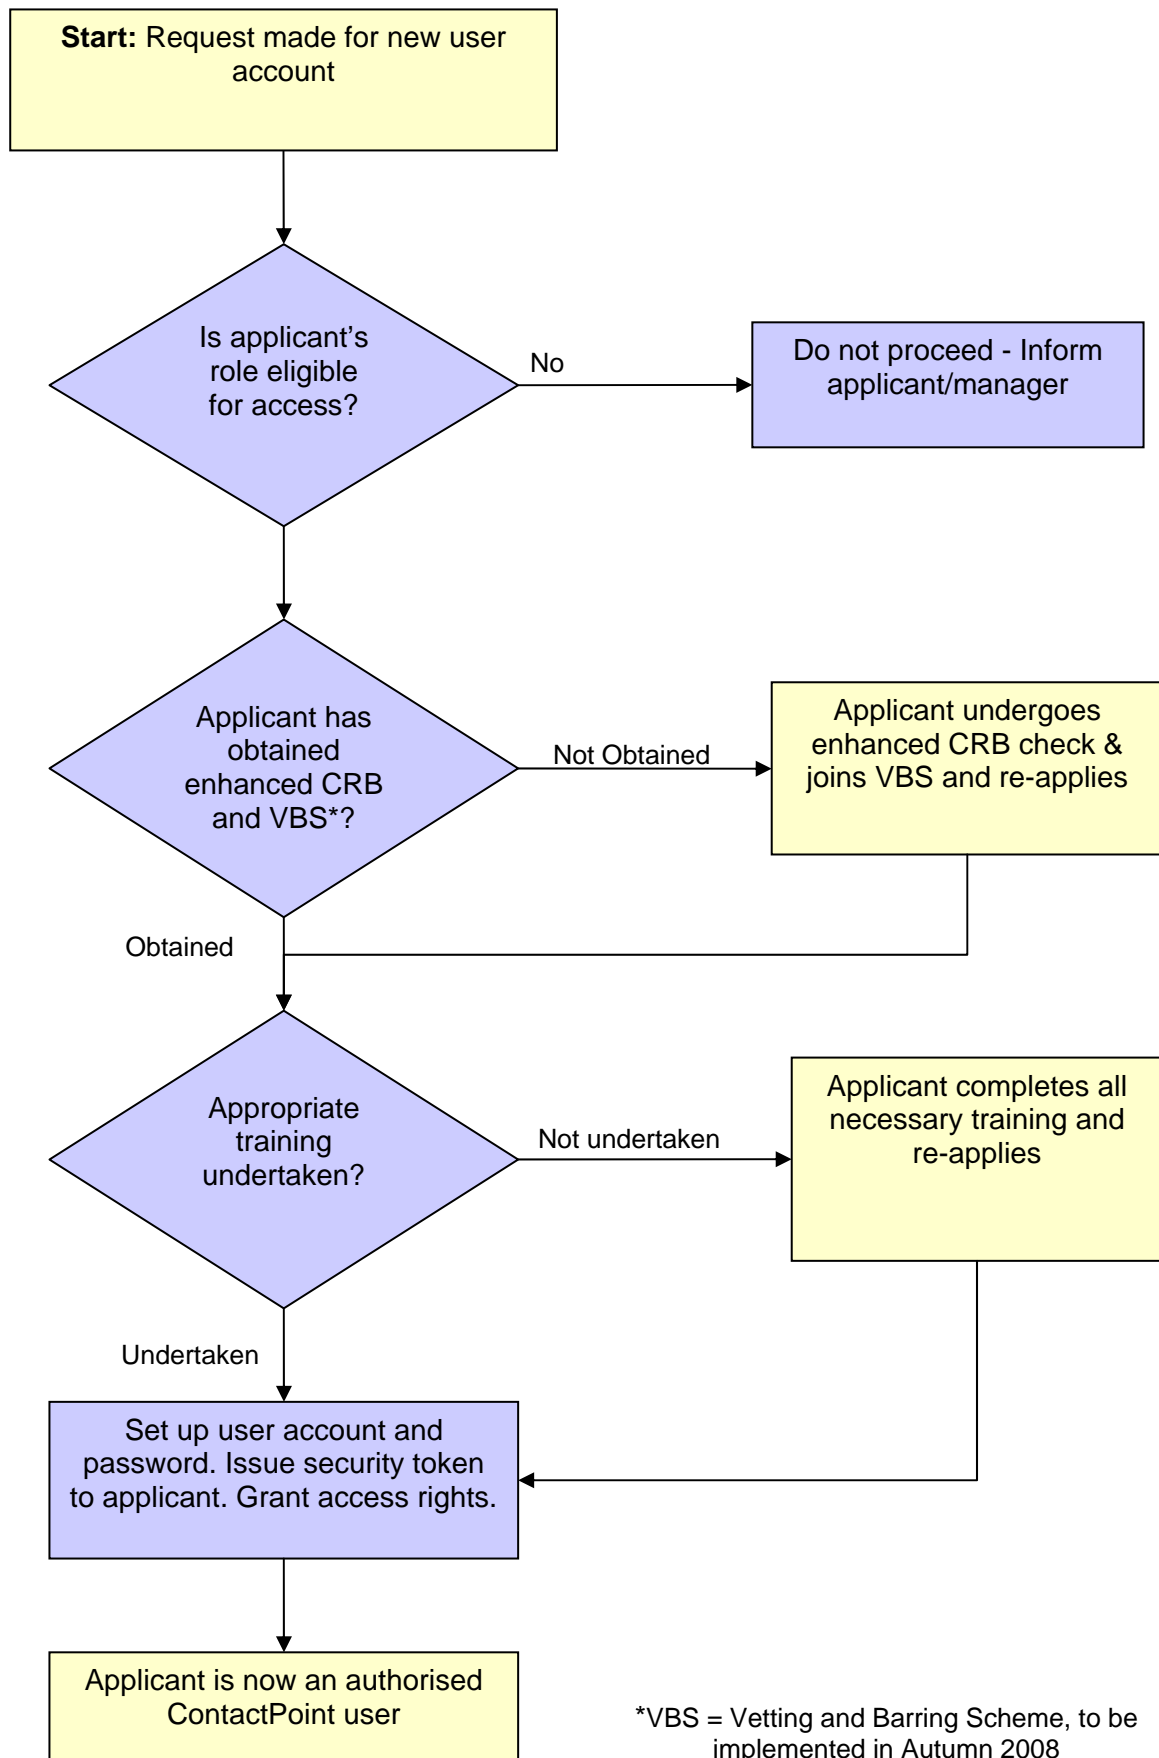 Start: Request made for new user
account
Is applicant’s
role eligible
for access?
No
Do not proceed - Inform
applicant/manager
Applicant has
obtained
enhanced CRB
and VBS*?
Not Obtained
Applicant undergoes
enhanced CRB check &
joins VBS and re-applies
Obtained
Appropriate
training
undertaken?
Not undertaken
Applicant completes all
necessary training and
re-applies
Undertaken
Set up user account and
password. Issue security token
to applicant. Grant access rights.
Applicant is now an authorised
ContactPoint user
*VBS = Vetting and Barring Scheme, to be
implemented in Autumn 2008